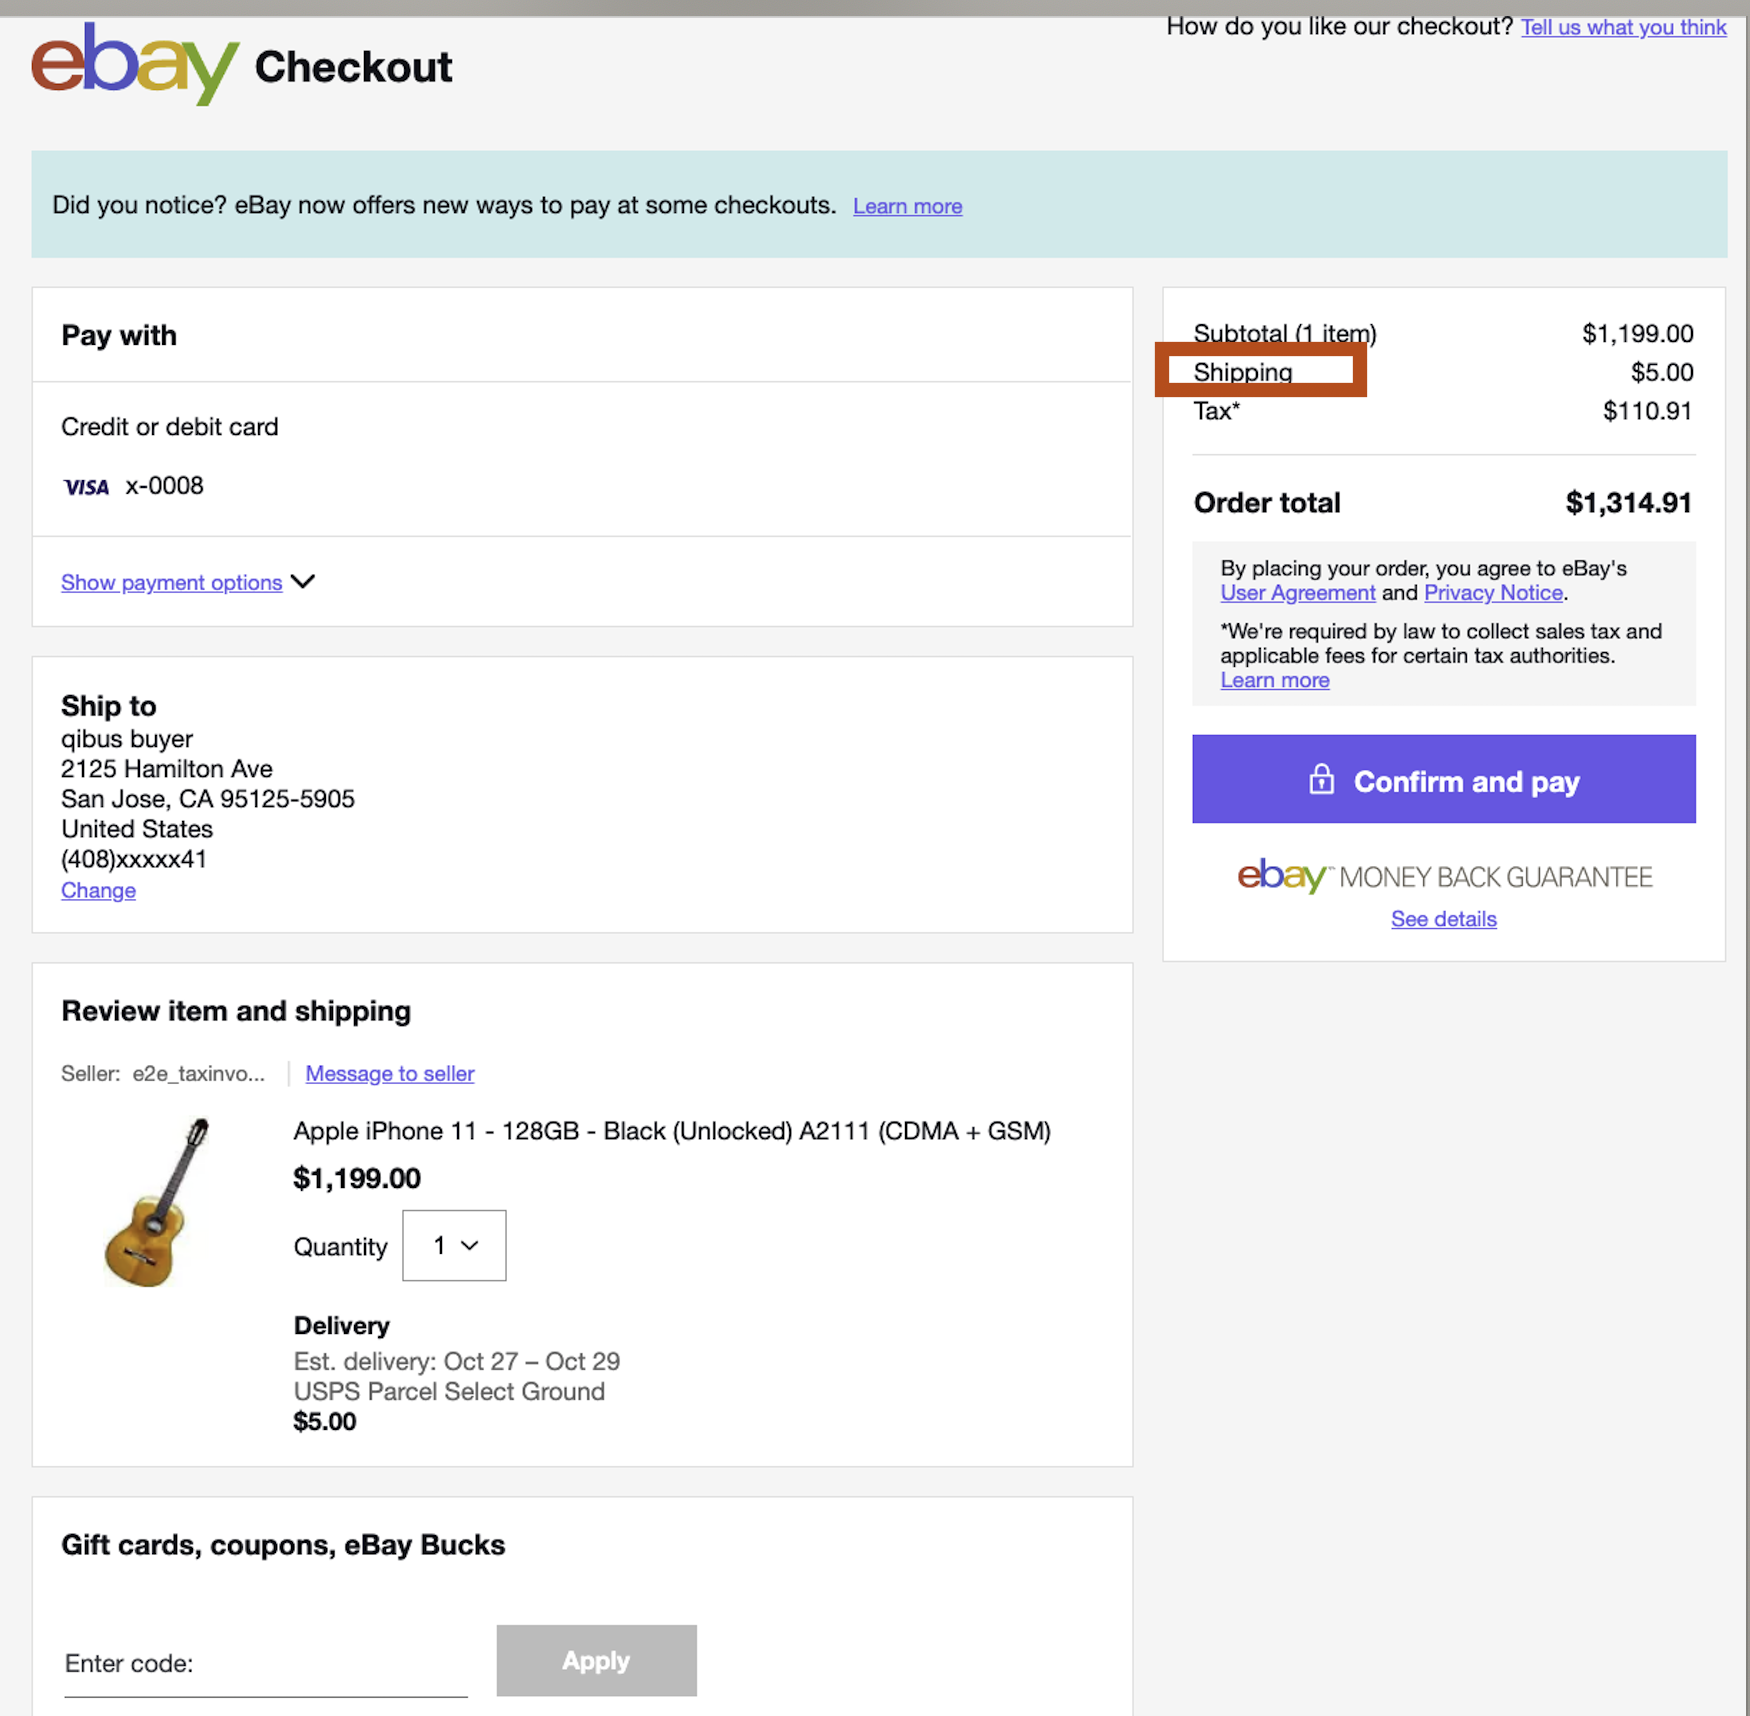 How do you like our checkout? Tell us what you think
ebay Checkout
Did you notice? eBay now offers new ways to pay at some checkouts. Learn more
Pay with
Credit or debit card
VISA x-0008
Show payment options
Ship to
qibus buyer
2125 Hamilton Ave
San Jose, CA 95125-5905
United States
(408)xxxxx41
Change
Review item and shipping
Seller: e2e_taxinvo... Message to seller
Apple iPhone 11 - 128GB - Black (Unlocked) A2111 (CDMA + GSM)
$1,199.00
Quantity 1
Delivery
Est. delivery: Oct 27 – Oct 29
USPS Parcel Select Ground
$5.00
Gift cards, coupons, eBay Bucks
Enter code: Apply
Subtotal (1 item) $1,199.00
Shipping $5.00
Tax* $110.91
Order total $1,314.91
By placing your order, you agree to eBay's
User Agreement and Privacy Notice.
*We're required by law to collect sales tax and
applicable fees for certain tax authorities.
Learn more
Confirm and pay
ebay™ MONEY BACK GUARANTEE
See details